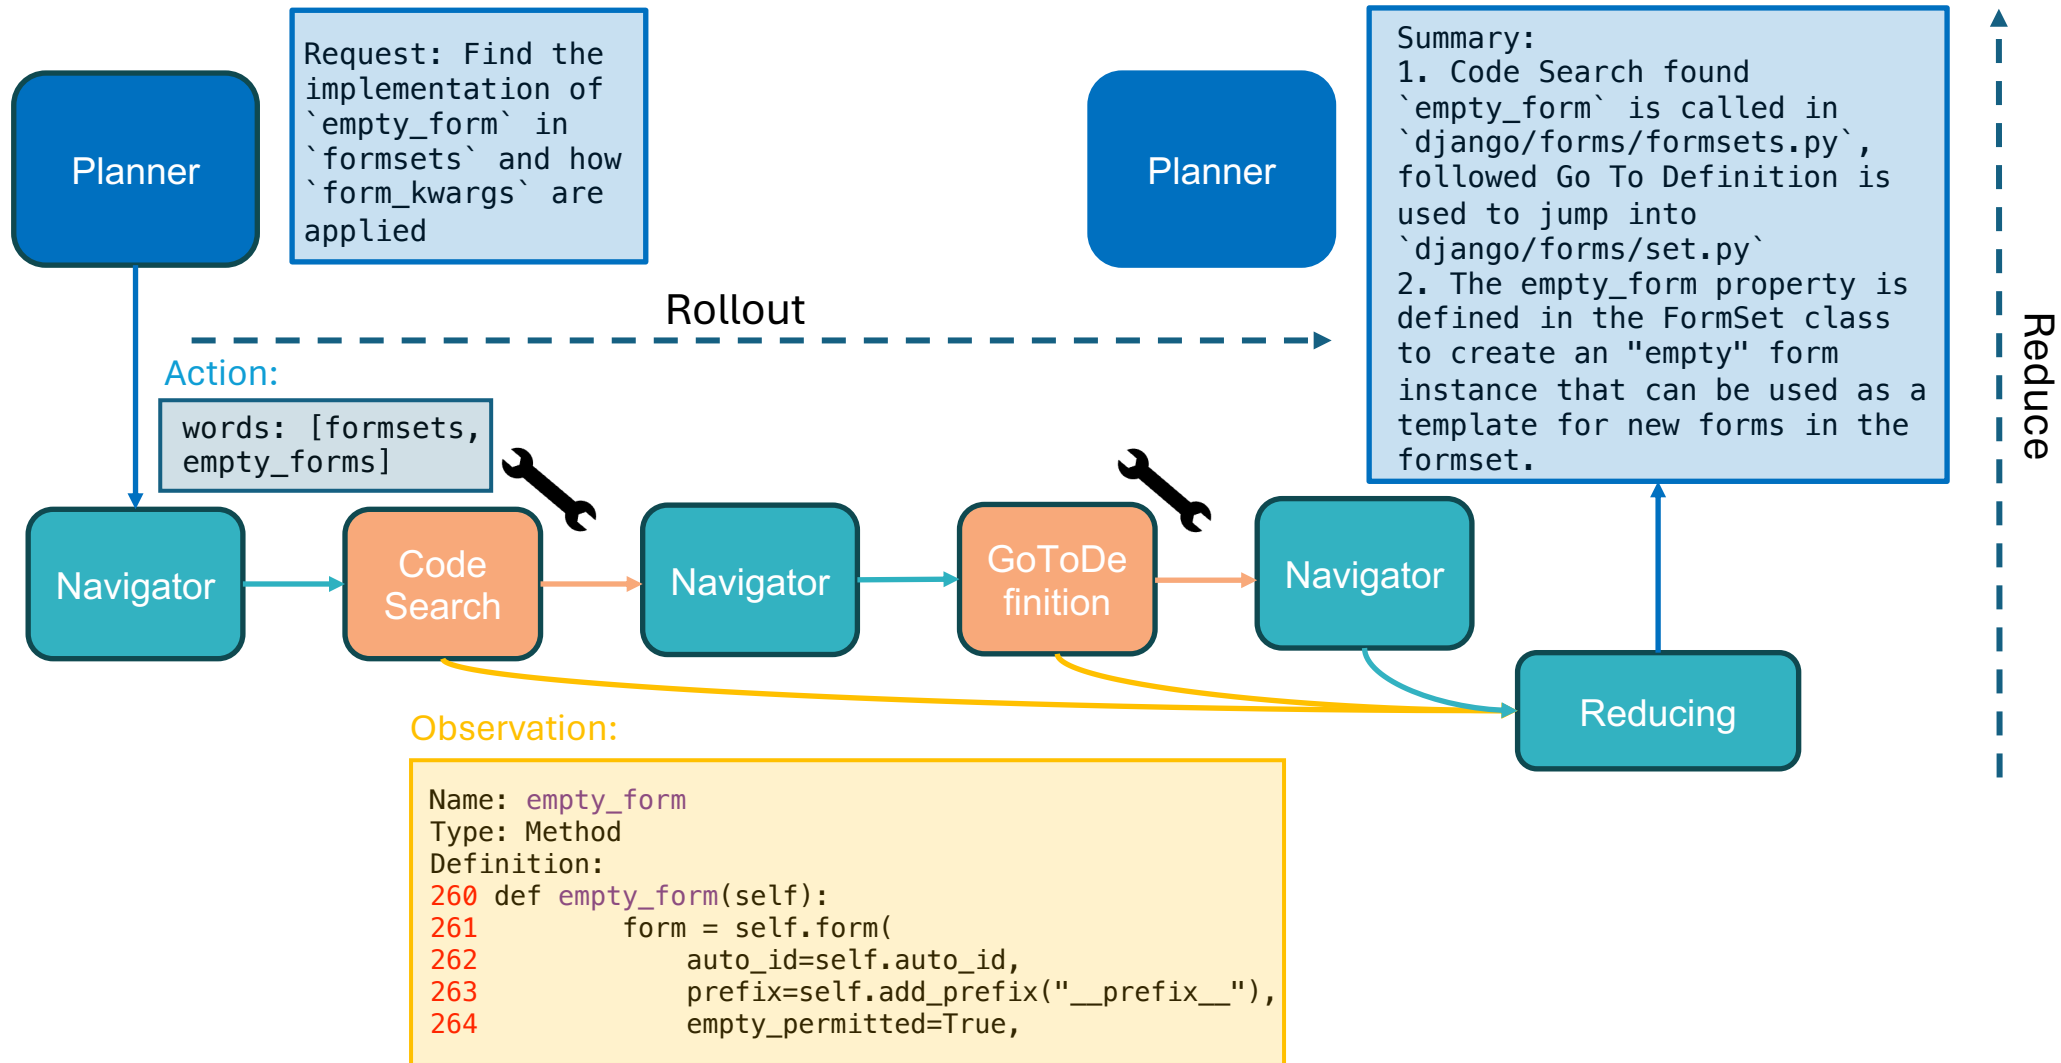 Planner
Request: Find the
implementation of
`empty_form` in
`formsets` and how
`form_kwargs` are
applied
Planner
Summary:
1. Code Search found
`empty_form` is called in
`django/forms/formsets.py`,
followed Go To Definition is
used to jump into
`django/forms/set.py`
2. The empty_form property is
defined in the FormSet class
to create an "empty" form
instance that can be used as a
template for new forms in the
formset.
Reduce
Rollout
Action:
words: [formsets,
empty_forms]
Navigator
Code
Search
Navigator
GoToDe
finition
Navigator
Reducing
Observation:
Name: empty_form
Type: Method
Definition:
260 def empty_form(self):
261         form = self.form(
262             auto_id=self.auto_id,
263             prefix=self.add_prefix("__prefix__"),
264             empty_permitted=True,